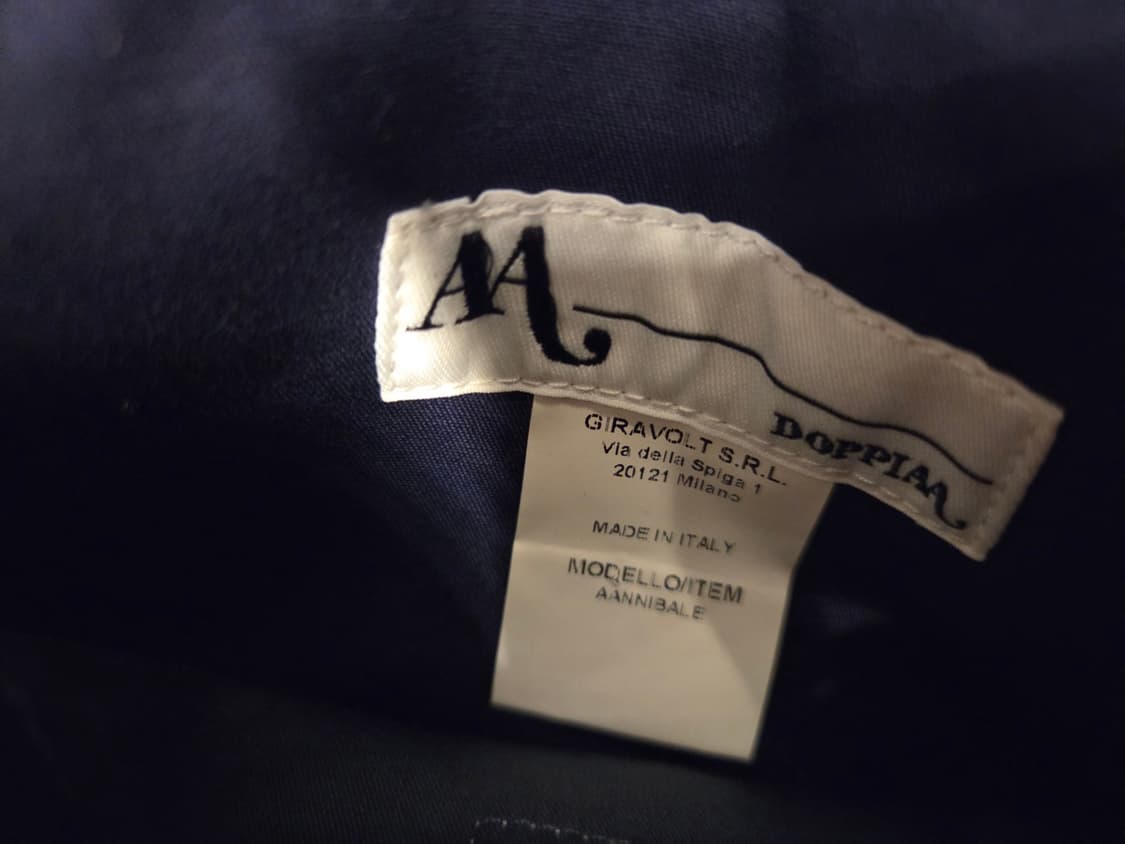 AA
DOPPIAA
GIRAVOLT S.R.L.
Via della Spiga 1
20121 Milano
MADE IN ITALY
MODELLO/ITEM
AANNIBALE